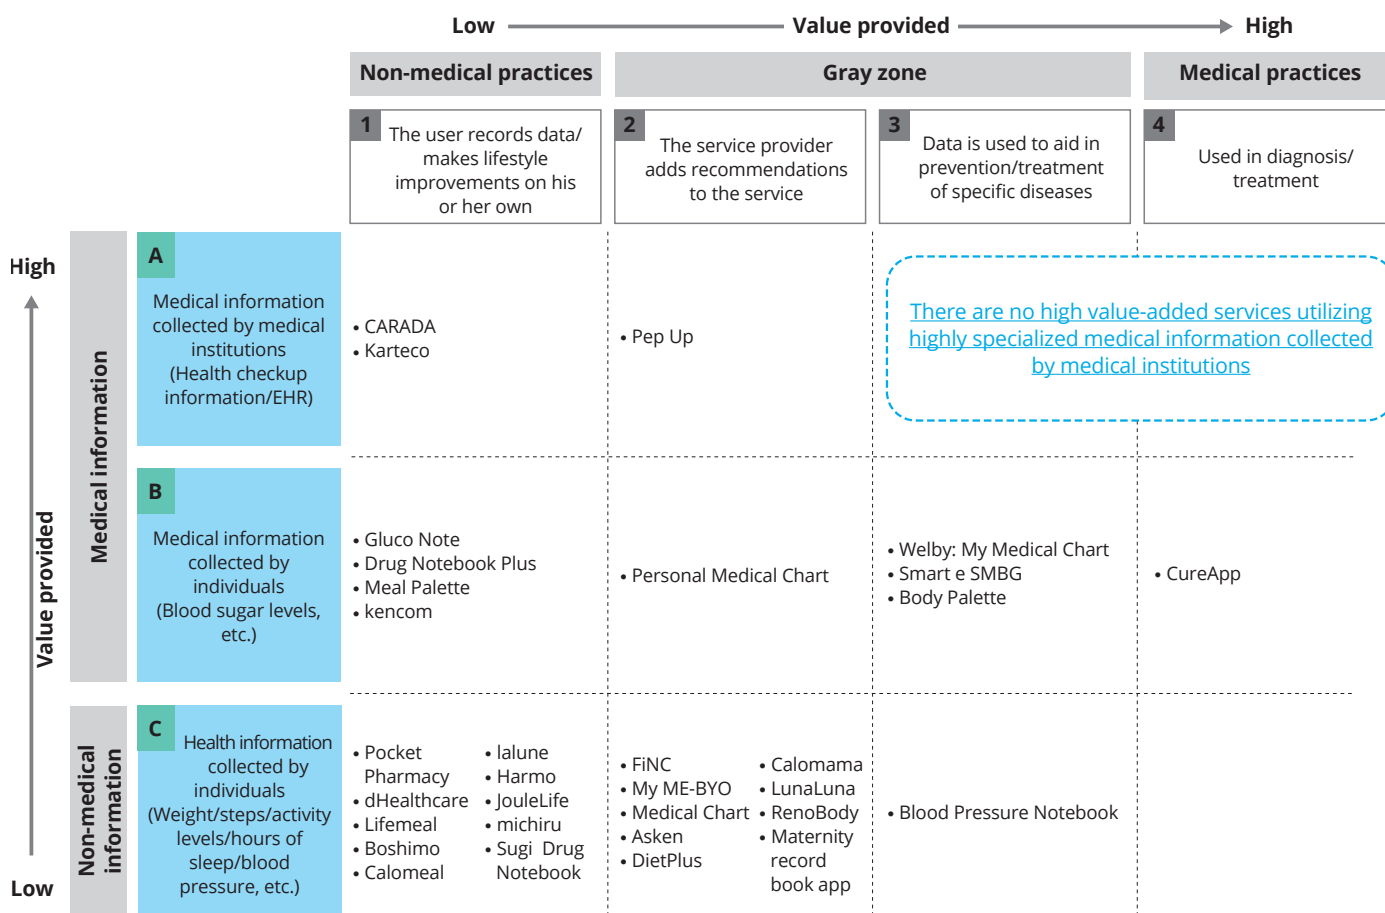 Low
Value provided
High
Non-medical practices
Gray zone
Medical practices
1
The user records data/
makes lifestyle
improvements on his
or her own
2
The service provider
adds recommendations
to the service
3
Data is used to aid in
prevention/treatment
of specific diseases
4
Used in diagnosis/
treatment
High
Value provided
Low
Medical information
A
Medical information
collected by medical
institutions
(Health checkup
information/EHR)
• CARADA
• Karteco
• Pep Up
There are no high value-added services utilizing
highly specialized medical information collected
by medical institutions
B
Medical information
collected by
individuals
(Blood sugar levels,
etc.)
• Gluco Note
• Drug Notebook Plus
• Meal Palette
• kencom
• Personal Medical Chart
• Welby: My Medical Chart
• Smart e SMBG
• Body Palette
• CureApp
Non-medical
information
C
Health information
collected by
individuals
(Weight/steps/activity
levels/hours of
sleep/blood
pressure, etc.)
• Pocket
Pharmacy
• dHealthcare
• Lifemeal
• Boshimo
• Calomeal
• lalune
• Harmo
• JouleLife
• michiru
• Sugi Drug
Notebook
• FiNC
• My ME-BYO
• Medical Chart
• Asken
• DietPlus
• Calomama
• LunaLuna
• RenoBody
• Maternity
record
book app
• Blood Pressure Notebook